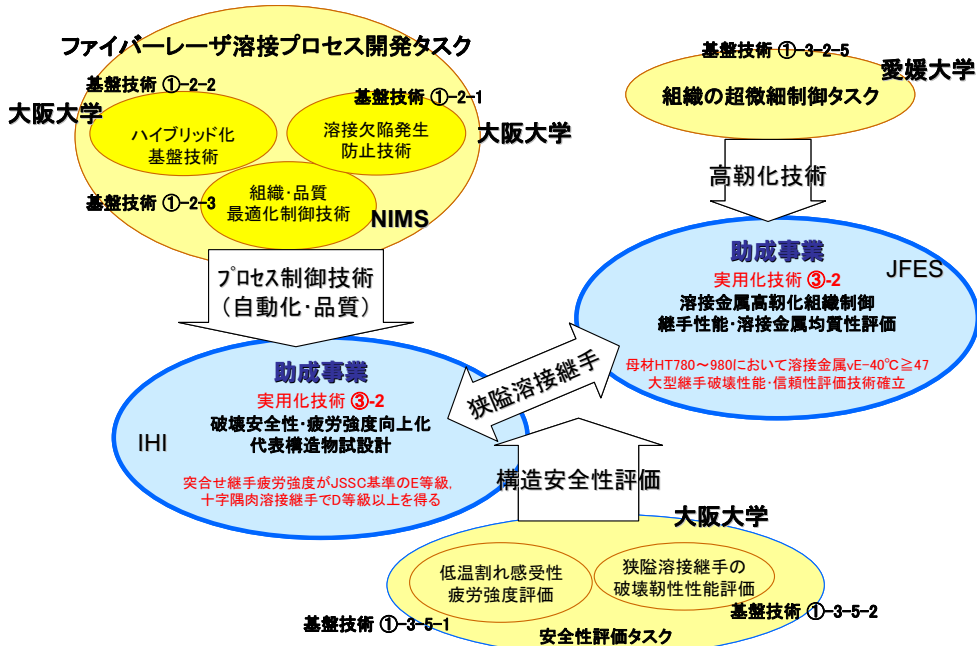 ファイバーレーザ溶接プロセス開発タスク
基盤技術 ①-2-2
大阪大学
ハイブリッド化
基盤技術
基盤技術 ①-2-1
溶接欠陥発生
防止技術
大阪大学
基盤技術 ①-2-3
組織・品質
最適化制御技術
NIMS
プロセス制御技術
（自動化・品質）
基盤技術 ①-3-2-5
愛媛大学
組織の超微細制御タスク
高靭化技術
助成事業
JFES
実用化技術 ③-2
溶接金属高靭化組織制御
継手性能・溶接金属均質性評価
母材HT780～980において溶接金属vE-40℃≧47
大型継手破壊性能・信頼性評価技術確立
狭隘溶接継手
助成事業
実用化技術 ③-2
破壊安全性・疲労強度向上化
代表構造物試設計
IHI
突合せ継手疲労強度がJSSC基準のE等級,
十字隅肉溶接継手でD等級以上を得る
構造安全性評価
大阪大学
低温割れ感受性
疲労強度評価
狭隘溶接継手の
破壊靭性性能評価
基盤技術 ①-3-5-1
基盤技術 ①-3-5-2
安全性評価タスク